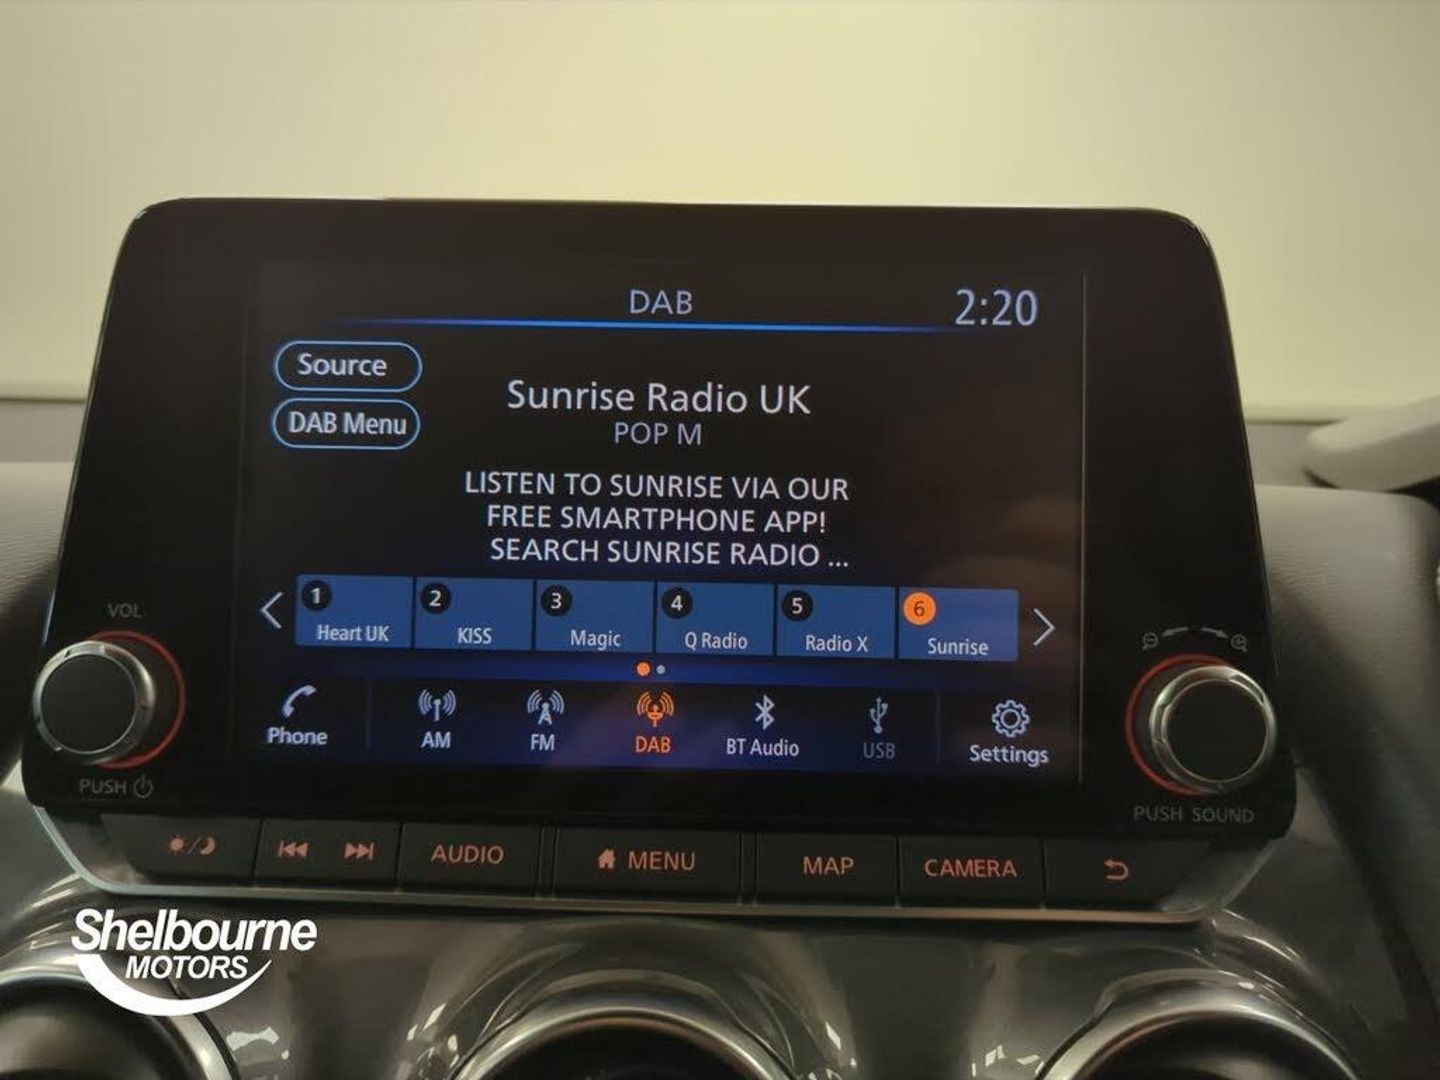 DAB
2:20
Source
DAB Menu
Sunrise Radio UK
POP M
LISTEN TO SUNRISE VIA OUR
FREE SMARTPHONE APP!
SEARCH SUNRISE RADIO ...
1 Heart UK
2 KISS
3 Magic
4 Q Radio
5 Radio X
6 Sunrise
Phone
AM
FM
DAB
BT Audio
USB
Settings
VOL
PUSH
PUSH SOUND
AUDIO
MENU
MAP
CAMERA
Shelbourne
MOTORS